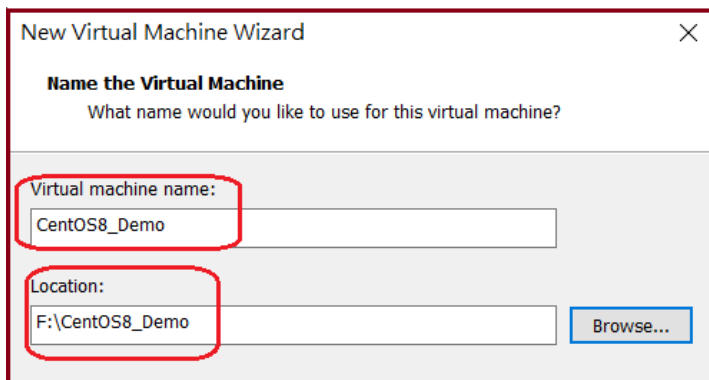 New Virtual Machine Wizard
Name the Virtual Machine
What name would you like to use for this virtual machine?
Virtual machine name:
CentOS8_Demo
Location:
F:\CentOS8_Demo
Browse...